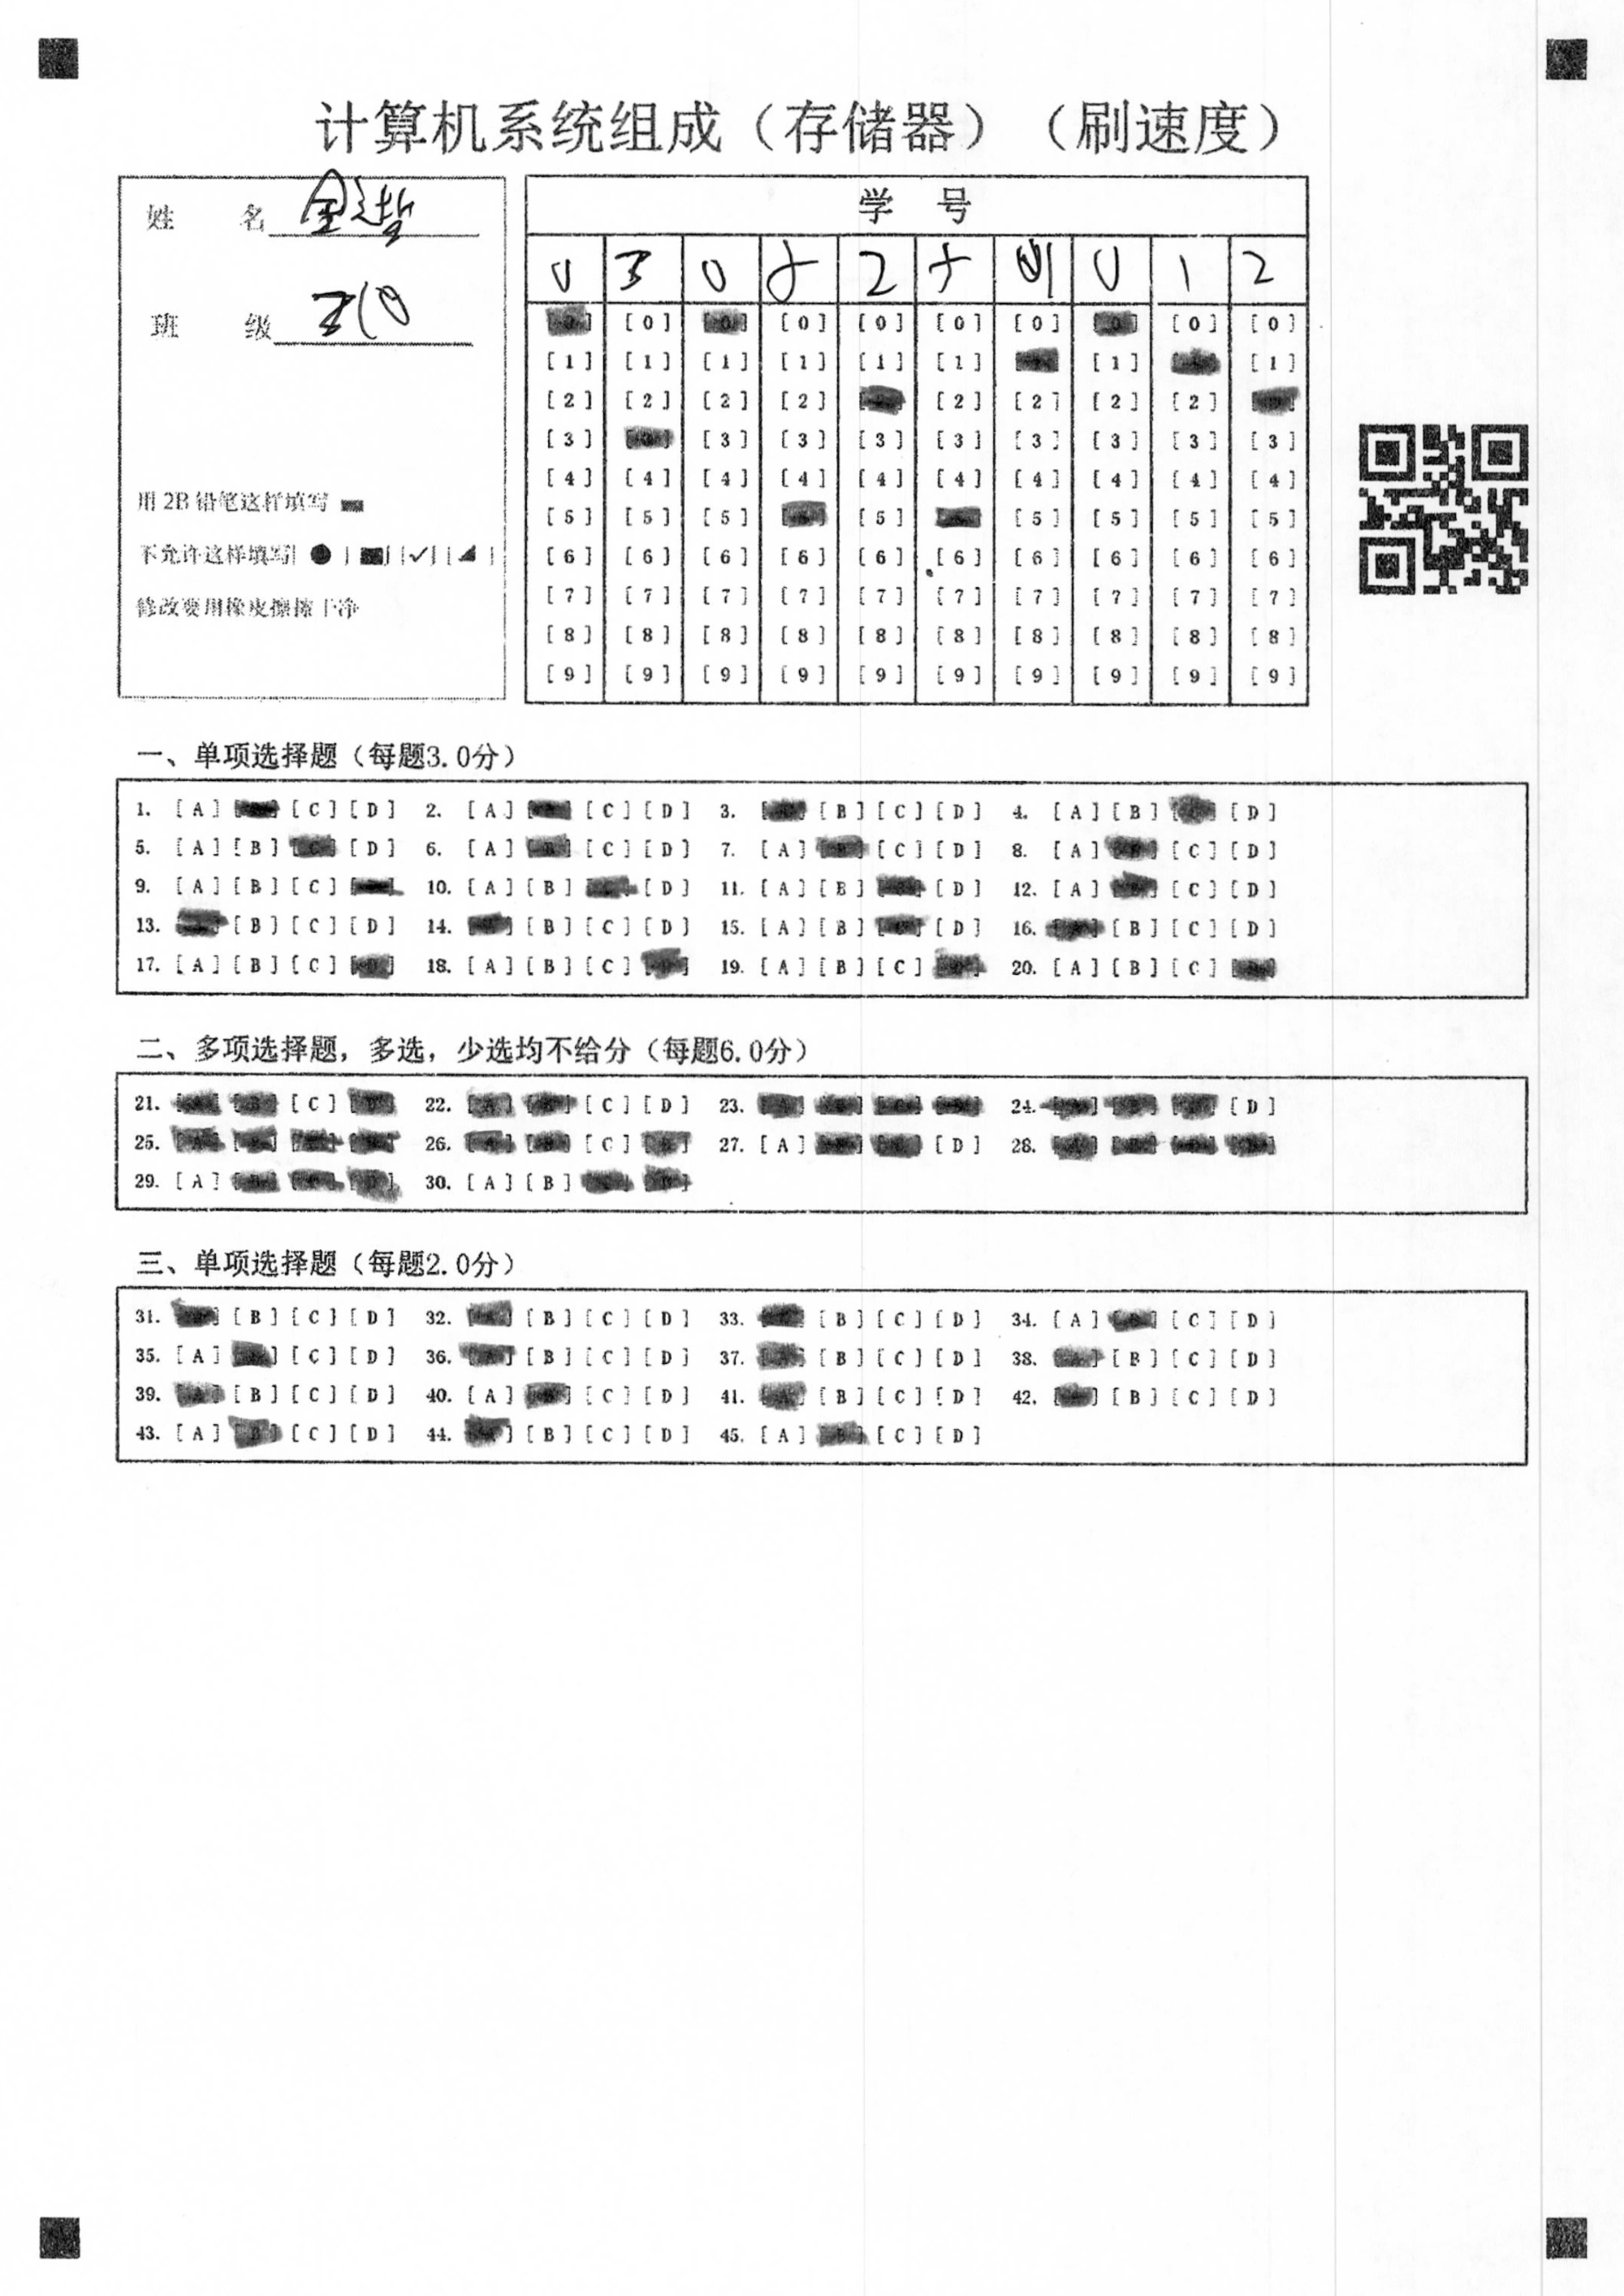 计算机系统组成（存储器）（刷速度）
姓 名
班 级
用 2B 铅笔这样填写
不允许这样填写
修改要用橡皮擦擦干净
学 号
0 3 0 5 2 5 1 0 1 2
[0] [0] [0] [0] [0] [0] [0] [0] [0] [0]
[1] [1] [1] [1] [1] [1] [1] [1] [1] [1]
[2] [2] [2] [2] [2] [2] [2] [2] [2] [2]
[3] [3] [3] [3] [3] [3] [3] [3] [3] [3]
[4] [4] [4] [4] [4] [4] [4] [4] [4] [4]
[5] [5] [5] [5] [5] [5] [5] [5] [5] [5]
[6] [6] [6] [6] [6] [6] [6] [6] [6] [6]
[7] [7] [7] [7] [7] [7] [7] [7] [7] [7]
[8] [8] [8] [8] [8] [8] [8] [8] [8] [8]
[9] [9] [9] [9] [9] [9] [9] [9] [9] [9]
一、单项选择题（每题3.0分）
1. [A] [C] [D] 2. [A] [C] [D] 3. [B] [C] [D] 4. [A] [B] [D]
5. [A] [B] [D] 6. [A] [C] [D] 7. [A] [C] [D] 8. [A] [C] [D]
9. [A] [B] [C] 10. [A] [B] [D] 11. [A] [B] [D] 12. [A] [C] [D]
13. [B] [C] [D] 14. [B] [C] [D] 15. [A] [B] [D] 16. [B] [C] [D]
17. [A] [B] [C] 18. [A] [B] [C] 19. [A] [B] [C] 20. [A] [B] [C]
二、多项选择题，多选，少选均不给分（每题6.0分）
21. [C] 22. [C] [D] 23. 24. [D]
25. 26. [C] 27. [A] [D] 28.
29. [A] 30. [A] [B]
三、单项选择题（每题2.0分）
31. [B] [C] [D] 32. [B] [C] [D] 33. [B] [C] [D] 34. [A] [C] [D]
35. [A] [C] [D] 36. [B] [C] [D] 37. [B] [C] [D] 38. [B] [C] [D]
39. [B] [C] [D] 40. [A] [C] [D] 41. [B] [C] [D] 42. [B] [C] [D]
43. [A] [C] [D] 44. [B] [C] [D] 45. [A] [C] [D]